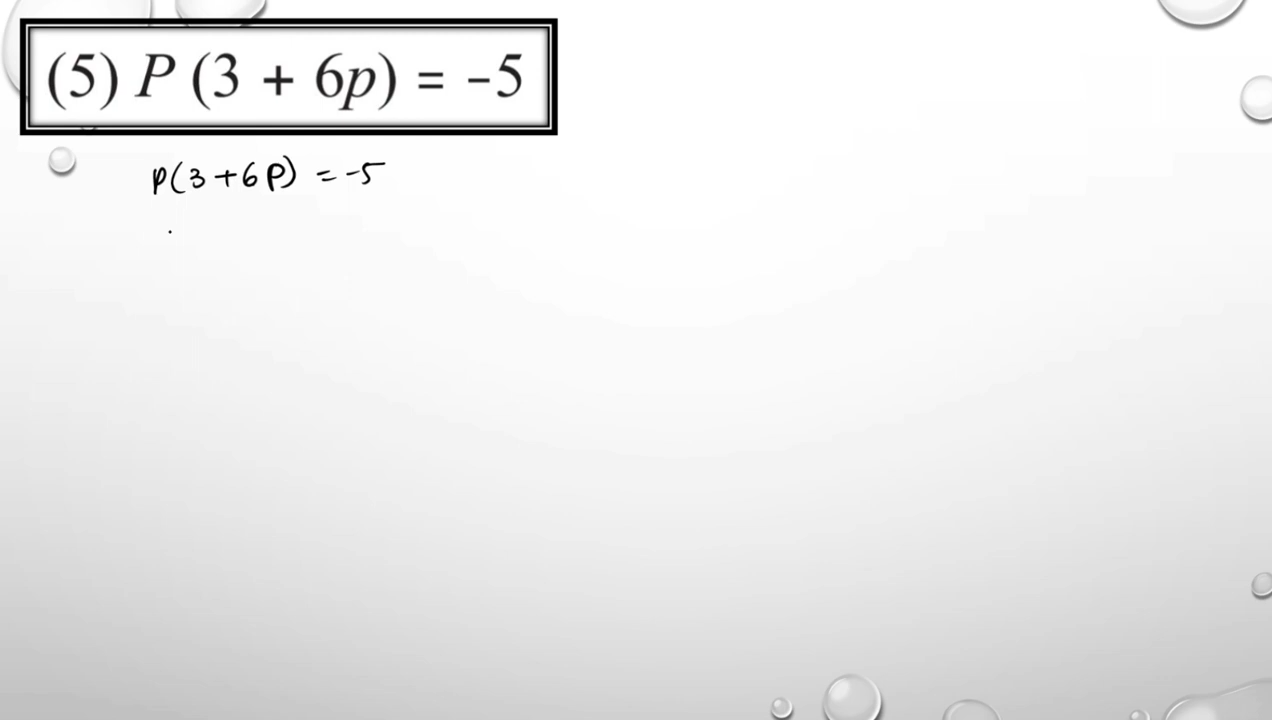 (5) P (3 + 6p) = -5
P(3+6P) = -5